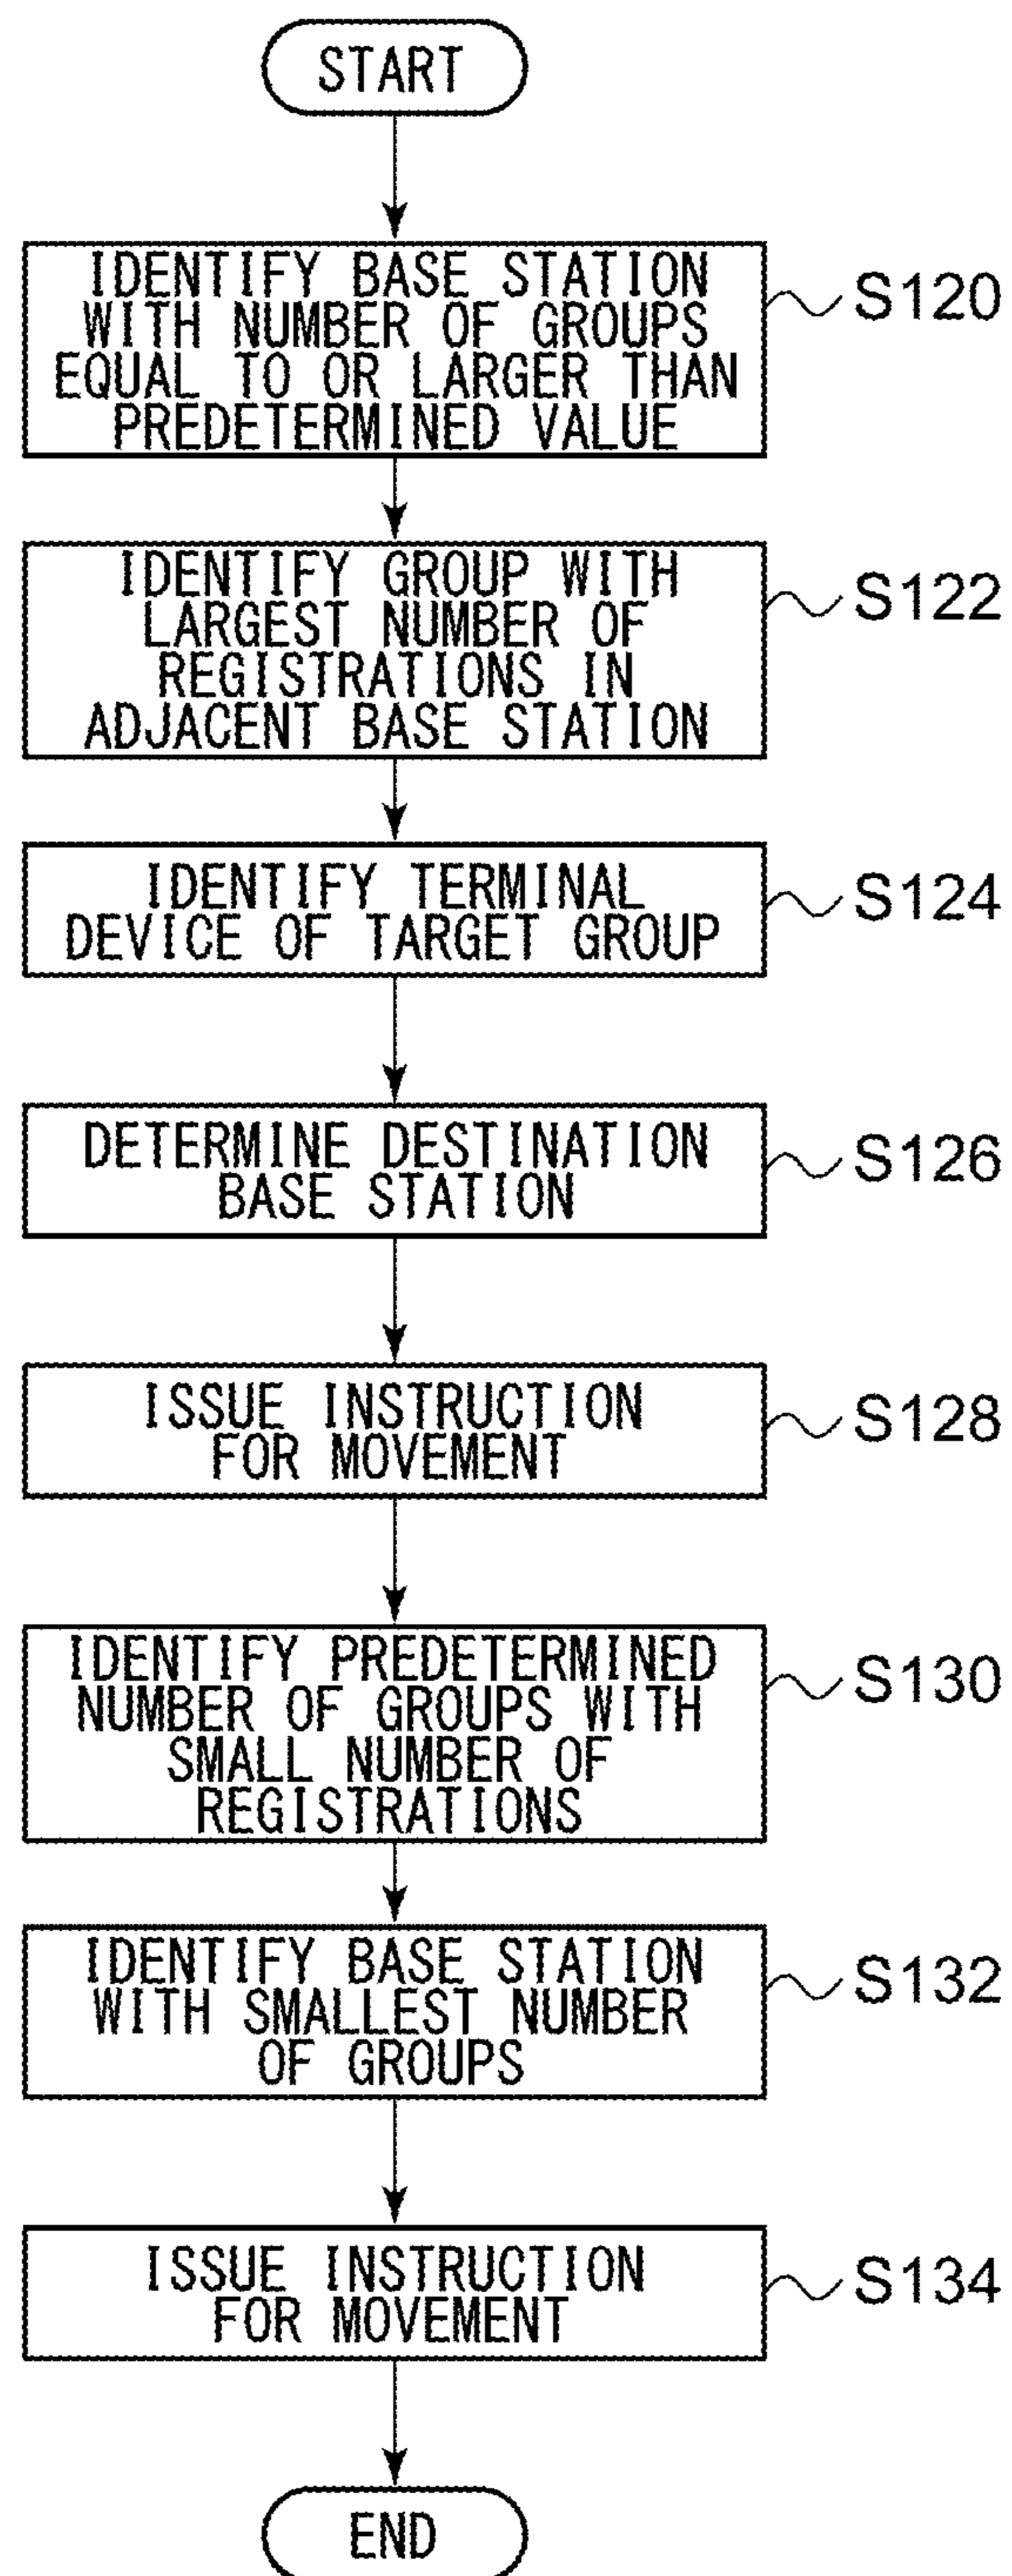 START
IDENTIFY BASE STATION
WITH NUMBER OF GROUPS
EQUAL TO OR LARGER THAN
PREDETERMINED VALUE
S120
IDENTIFY GROUP WITH
LARGEST NUMBER OF
REGISTRATIONS IN
ADJACENT BASE STATION
S122
IDENTIFY TERMINAL
DEVICE OF TARGET GROUP
S124
DETERMINE DESTINATION
BASE STATION
S126
ISSUE INSTRUCTION
FOR MOVEMENT
S128
IDENTIFY PREDETERMINED
NUMBER OF GROUPS WITH
SMALL NUMBER OF
REGISTRATIONS
S130
IDENTIFY BASE STATION
WITH SMALLEST NUMBER
OF GROUPS
S132
ISSUE INSTRUCTION
FOR MOVEMENT
S134
END